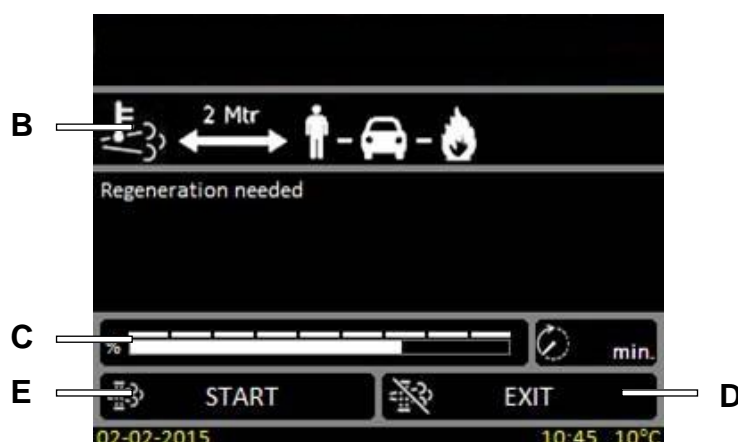 B
2 Mtr
Regeneration needed
C
%
min.
E
START
EXIT
D
02-02-2015
10:45 10°C